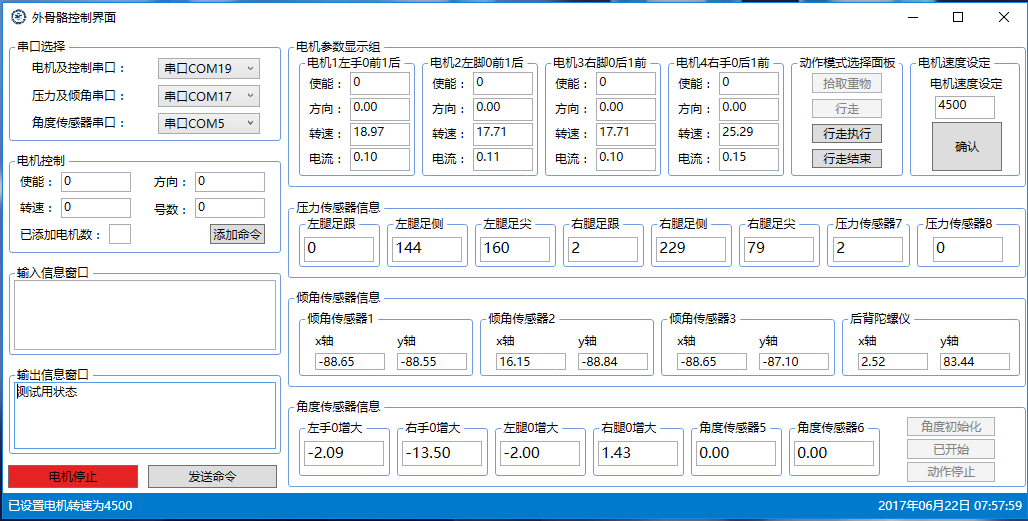 外骨骼控制界面
串口选择
电机及控制串口： 串口COM19
压力及倾角串口： 串口COM17
角度传感器串口： 串口COM5
电机控制
使能： 0 方向： 0
转速： 0 号数： 0
已添加电机数： 添加命令
输入信息窗口
输出信息窗口
测试用状态
电机停止 发送命令
电机参数显示组
电机1左手0前1后
使能： 0
方向： 0.00
转速： 18.97
电流： 0.10
电机2左脚0前1后
使能： 0
方向： 0.00
转速： 17.71
电流： 0.11
电机3右脚0后1前
使能： 0
方向： 0.00
转速： 17.71
电流： 0.10
电机4右手0后1前
使能： 0
方向： 0.00
转速： 25.29
电流： 0.15
动作模式选择面板
拾取重物
行走
行走执行
行走结束
电机速度设定
电机速度设定
4500
确认
压力传感器信息
左腿足跟 左腿足侧 左腿足尖 右腿足跟 右腿足侧 右腿足尖 压力传感器7 压力传感器8
0 144 160 2 229 79 2 0
倾角传感器信息
倾角传感器1 倾角传感器2 倾角传感器3 后背陀螺仪
x轴 y轴 x轴 y轴 x轴 y轴 x轴 y轴
-88.65 -88.55 16.15 -88.84 -88.65 -87.10 2.52 83.44
角度传感器信息
左手0增大 右手0增大 左腿0增大 右腿0增大 角度传感器5 角度传感器6
-2.09 -13.50 -2.00 1.43 0.00 0.00
角度初始化
已开始
动作停止
已设置电机转速为4500 2017年06月22日 07:57:59